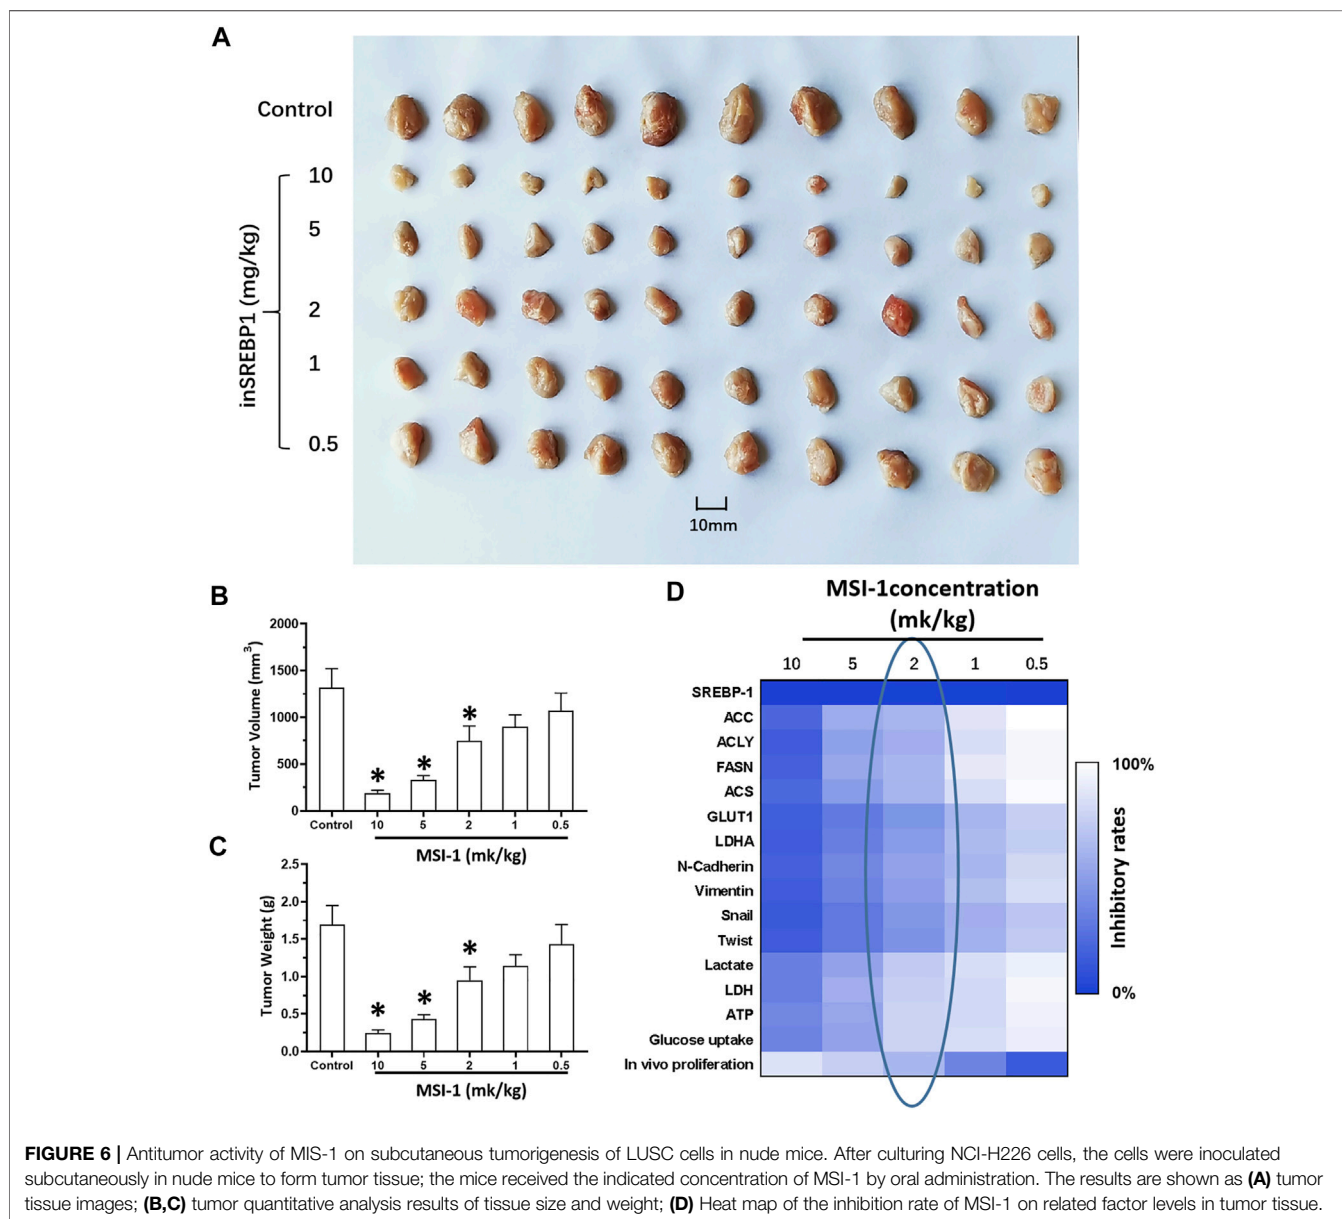 A
Control
10
5
2
1
0.5
inSREBP1 (mg/kg)
10mm
B
2000
1500
1000
500
0
Tumor Volume (mm³)
*
*
*
Control
10
5
2
1
0.5
MSI-1 (mk/kg)
C
2.5
2.0
1.5
1.0
0.5
0.0
Tumor Weight (g)
*
*
*
Control
10
5
2
1
0.5
MSI-1 (mk/kg)
D
MSI-1concentration
(mk/kg)
10 5 2 1 0.5
SREBP-1
ACC
ACLY
FASN
ACS
GLUT1
LDHA
N-Cadherin
Vimentin
Snail
Twist
Lactate
LDH
ATP
Glucose uptake
In vivo proliferation
100%
0%
Inhibitory rates
FIGURE 6 | Antitumor activity of MIS-1 on subcutaneous tumorigenesis of LUSC cells in nude mice. After culturing NCI-H226 cells, the cells were inoculated
subcutaneously in nude mice to form tumor tissue; the mice received the indicated concentration of MSI-1 by oral administration. The results are shown as (A) tumor
tissue images; (B,C) tumor quantitative analysis results of tissue size and weight; (D) Heat map of the inhibition rate of MSI-1 on related factor levels in tumor tissue.